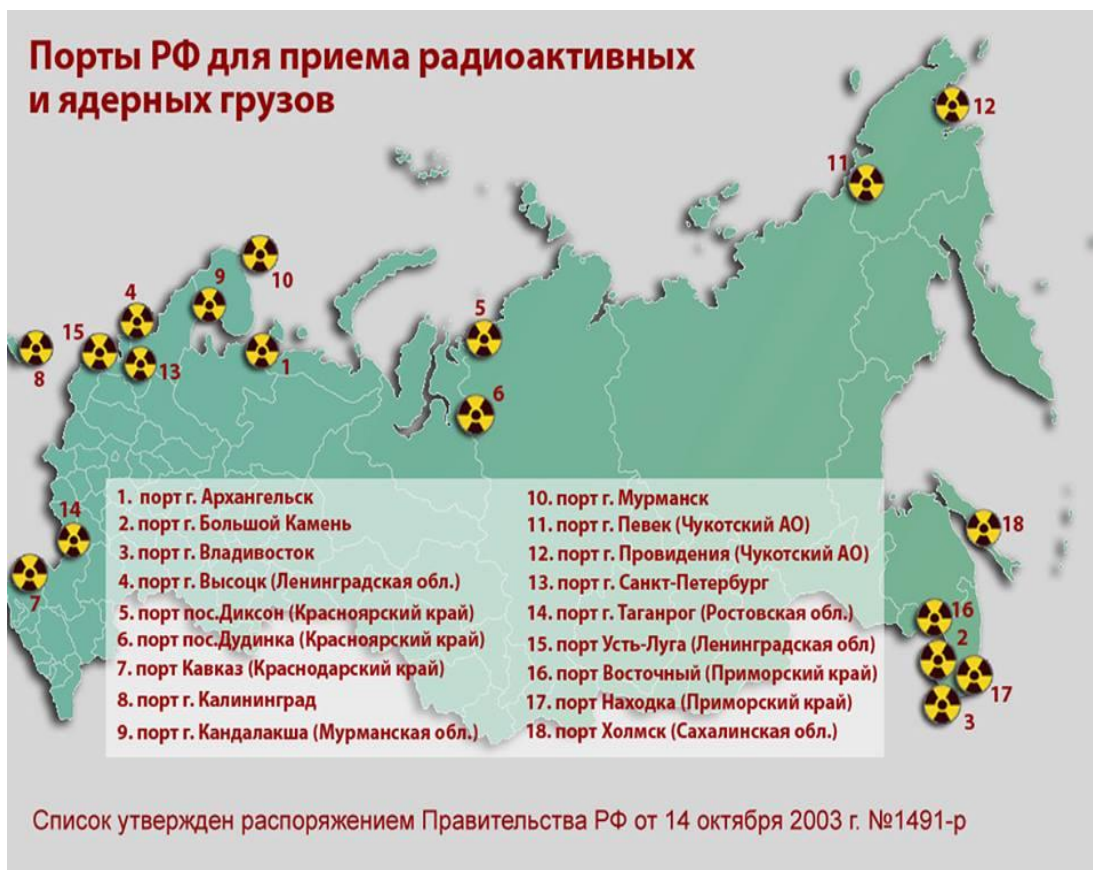 Порты РФ для приема радиоактивных
и ядерных грузов
12
11
9
10
4
5
15
8
13
1
6
14
7
18
16
2
17
3
1. порт г. Архангельск
2. порт г. Большой Камень
3. порт г. Владивосток
4. порт г. Высоцк (Ленинградская обл.)
5. порт пос.Диксон (Красноярский край)
6. порт пос.Дудинка (Красноярский край)
7. порт Кавказ (Краснодарский край)
8. порт г. Калининград
9. порт г. Кандалакша (Мурманская обл.)
10. порт г. Мурманск
11. порт г. Певек (Чукотский АО)
12. порт г. Провидения (Чукотский АО)
13. порт г. Санкт-Петербург
14. порт г. Таганрог (Ростовская обл.)
15. порт Усть-Луга (Ленинградская обл)
16. порт Восточный (Приморский край)
17. порт Находка (Приморский край)
18. порт Холмск (Сахалинская обл.)
Список утвержден распоряжением Правительства РФ от 14 октября 2003 г. №1491-р